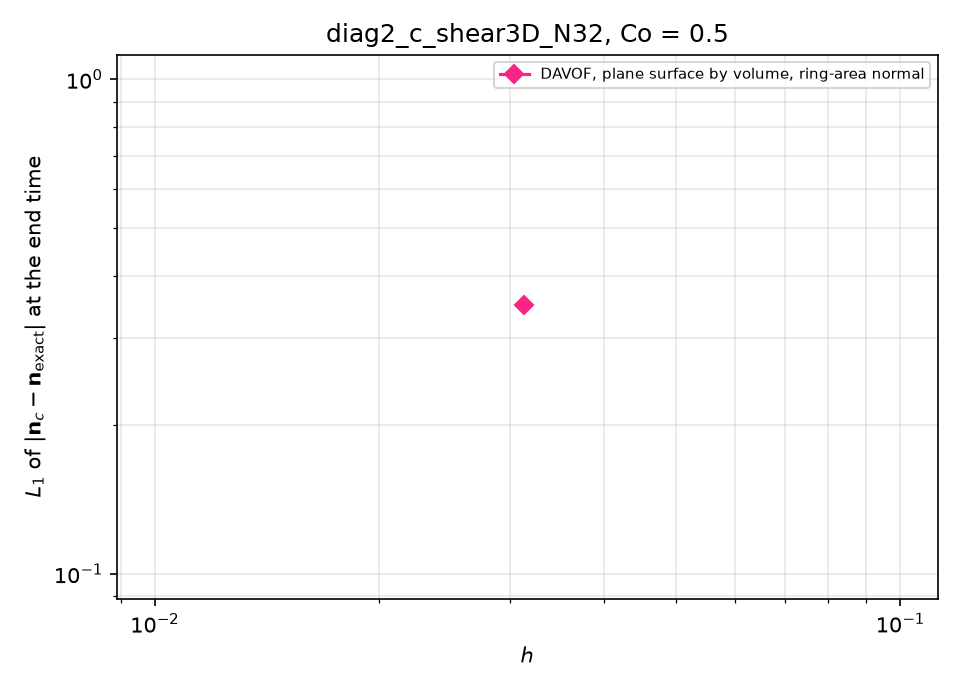 diag2_c_shear3D_N32, Co = 0.5
DAVOF, plane surface by volume, ring-area normal
L₁ of |𝐧_c − 𝐧_exact| at the end time
10⁰
10⁻¹
10⁻²
10⁻¹
h